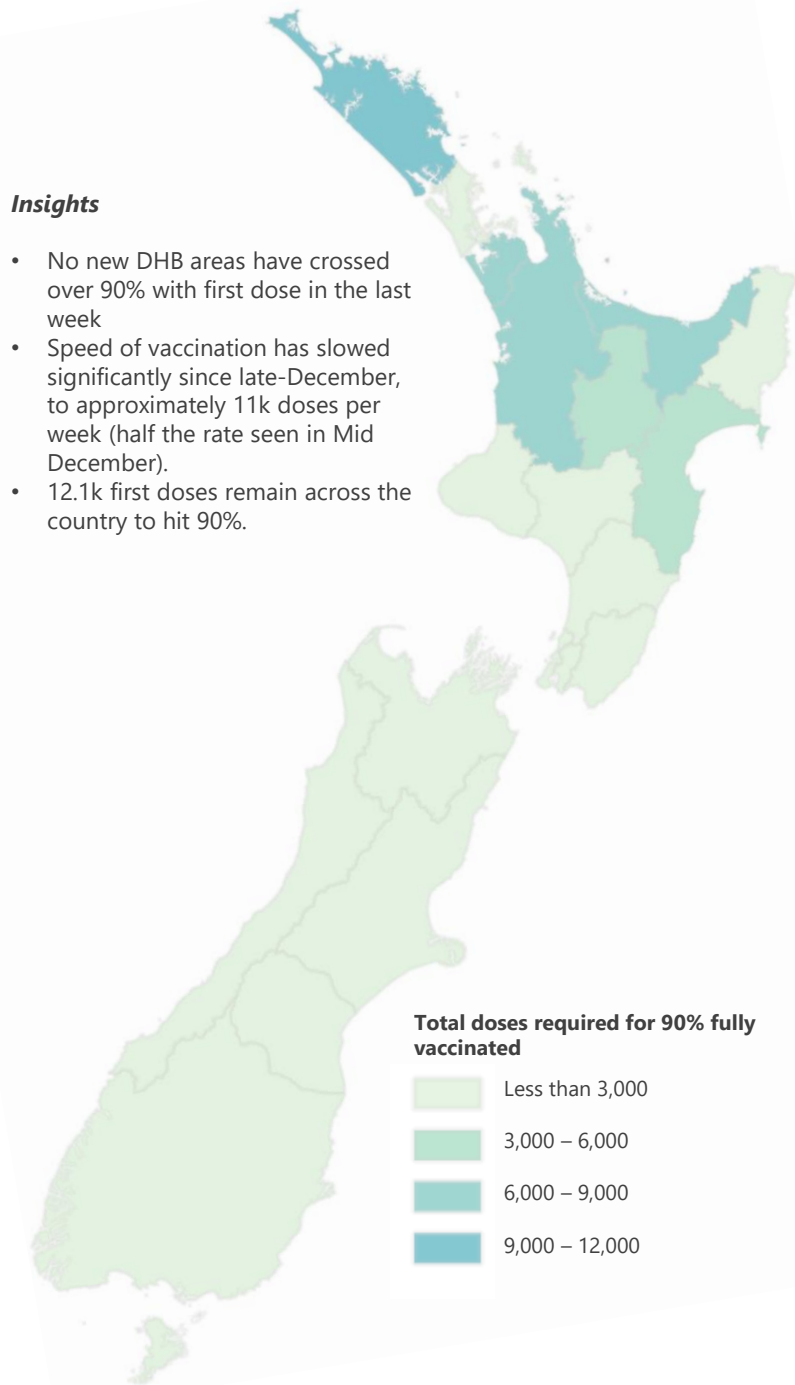 Insights
• No new DHB areas have crossed
over 90% with first dose in the last
week
• Speed of vaccination has slowed
significantly since late-December,
to approximately 11k doses per
week (half the rate seen in Mid
December).
• 12.1k first doses remain across the
country to hit 90%.
Total doses required for 90% fully
vaccinated
Less than 3,000
3,000 – 6,000
6,000 – 9,000
9,000 – 12,000